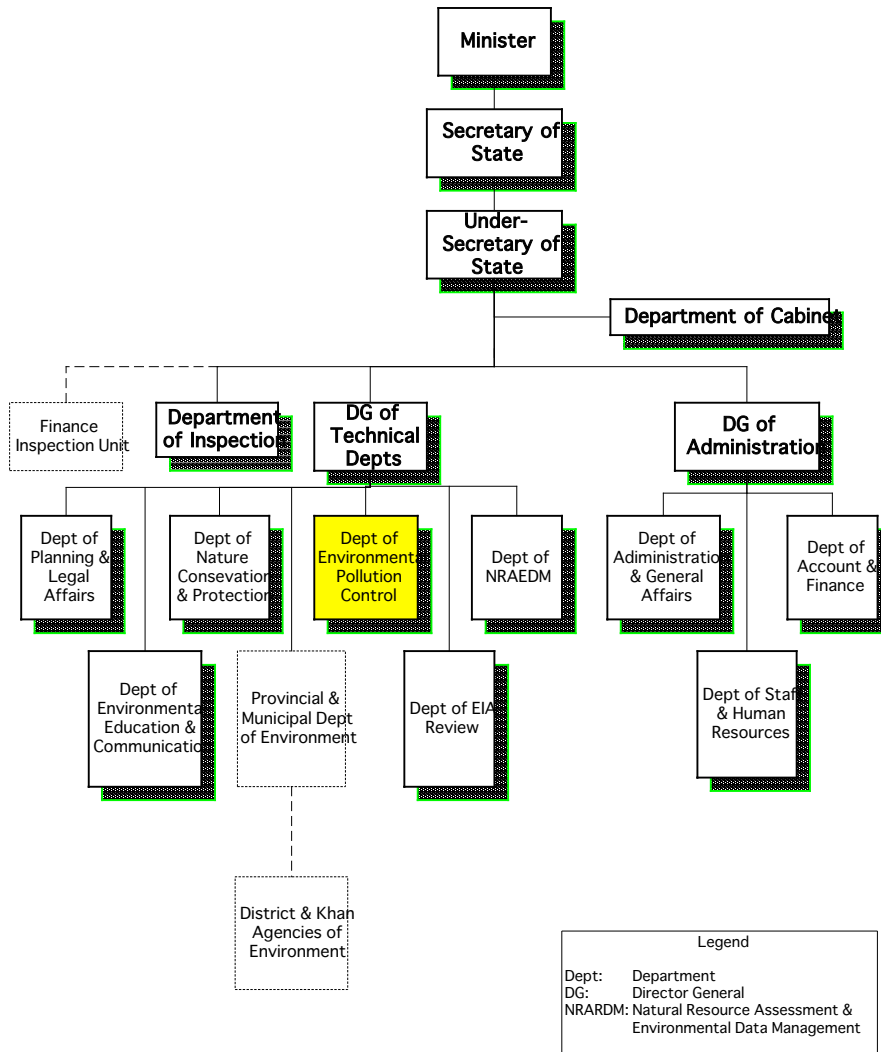 Minister
Secretary of
State
Under-
Secretary of
State
Department of Cabinet
Finance
Inspection Unit
Department
of Inspection
DG of
Technical
Depts
DG of
Administration
Dept of
Planning &
Legal
Affairs
Dept of
Nature
Consevation
& Protection
Dept of
Environmental
Pollution
Control
Dept of
NRAEDM
Dept of
Adiministration
& General
Affairs
Dept of
Account &
Finance
Dept of
Environmental
Education &
Communication
Provincial &
Municipal Dept
of Environment
Dept of EIA
Review
Dept of Staff
& Human
Resources
District & Khan
Agencies of
Environment
Legend
Dept: Department
DG: Director General
NRARDM: Natural Resource Assessment &
Environmental Data Management